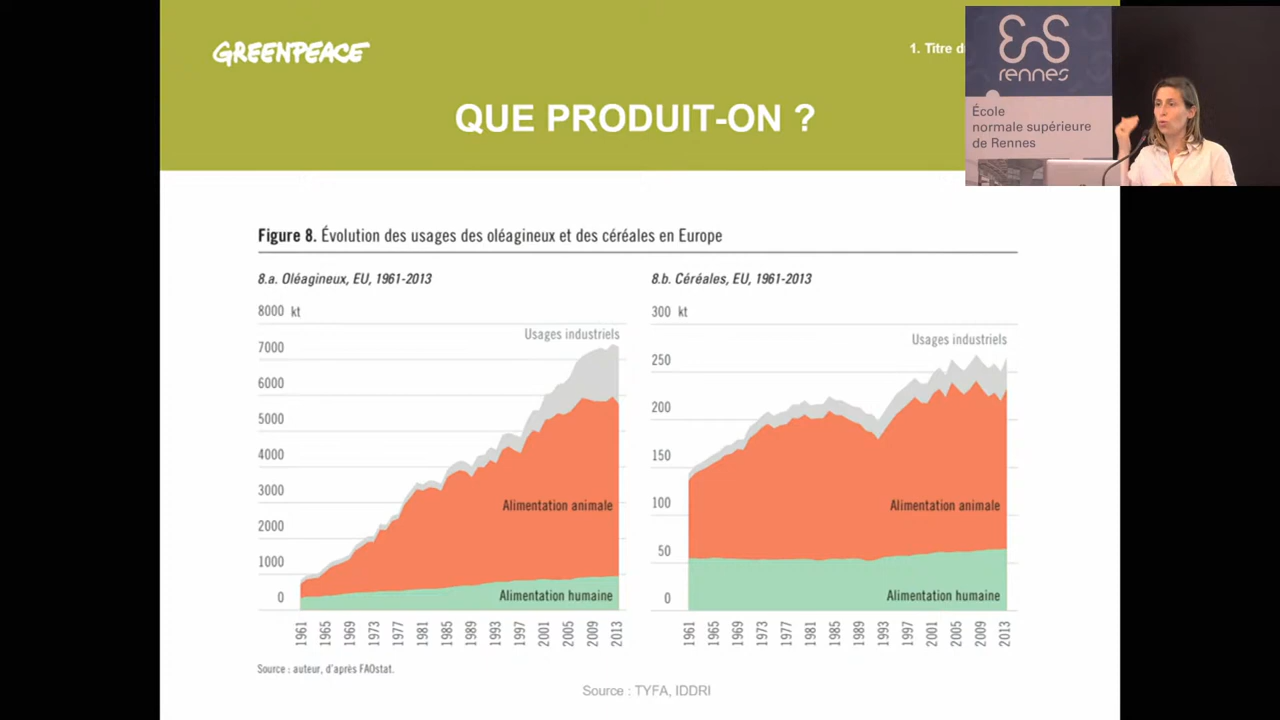 GREENPEACE
1. Titre d
QUE PRODUIT-ON ?
ens
rennes
École
normale supérieure
de Rennes
Figure 8. Évolution des usages des oléagineux et des céréales en Europe
8.a. Oléagineux, EU, 1961-2013
8000 kt
7000
6000
5000
4000
3000
2000
1000
0
Usages industriels
Alimentation animale
Alimentation humaine
1961
1965
1969
1973
1977
1981
1985
1989
1993
1997
2001
2005
2009
2013
8.b. Céréales, EU, 1961-2013
300 kt
250
200
150
100
50
0
Usages industriels
Alimentation animale
Alimentation humaine
1961
1965
1969
1973
1977
1981
1985
1989
1993
1997
2001
2005
2009
2013
Source : auteur, d'après FAOstat.
Source : TYFA, IDDRI